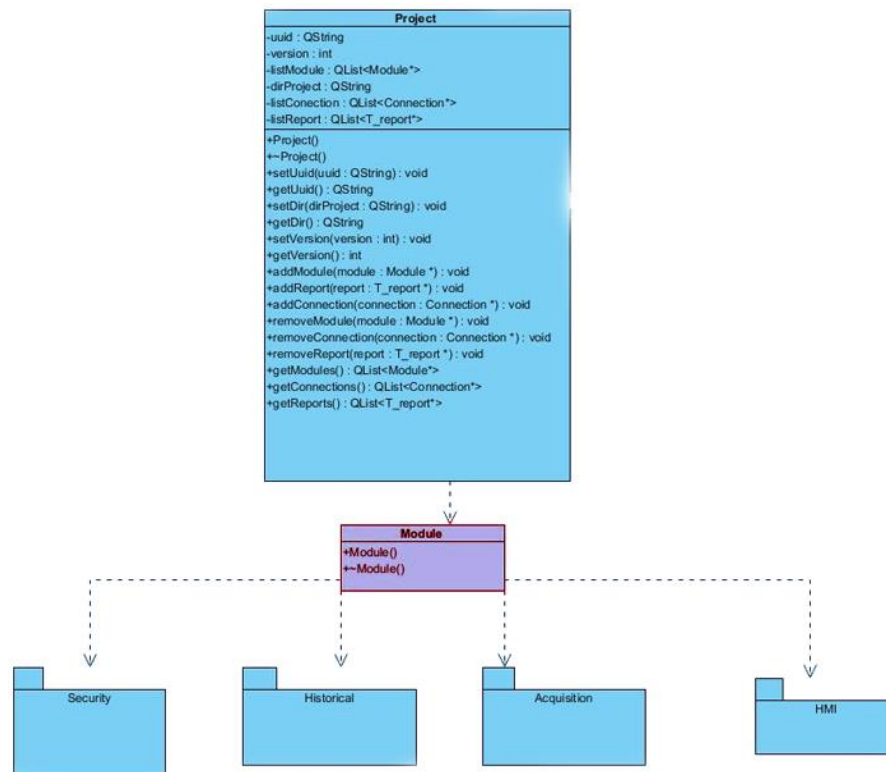 Project
-uuid : QString
-version : int
-listModule : QList<Module*>
-dirProject : QString
-listConection : QList<Connection*>
-listReport : QList<T_report*>
+Project()
+~Project()
+setUuid(uuid : QString) : void
+getUuid() : QString
+setDir(dirProject : QString) : void
+getDir() : QString
+setVersion(version : int) : void
+getVersion() : int
+addModule(module : Module *) : void
+addReport(report : T_report *) : void
+addConnection(connection : Connection *) : void
+removeModule(module : Module *) : void
+removeConnection(connection : Connection *) : void
+removeReport(report : T_report *) : void
+getModules() : QList<Module*>
+getConnections() : QList<Connection*>
+getReports() : QList<T_report*>
Module
+Module()
+~Module()
Security
Historical
Acquisition
HMI